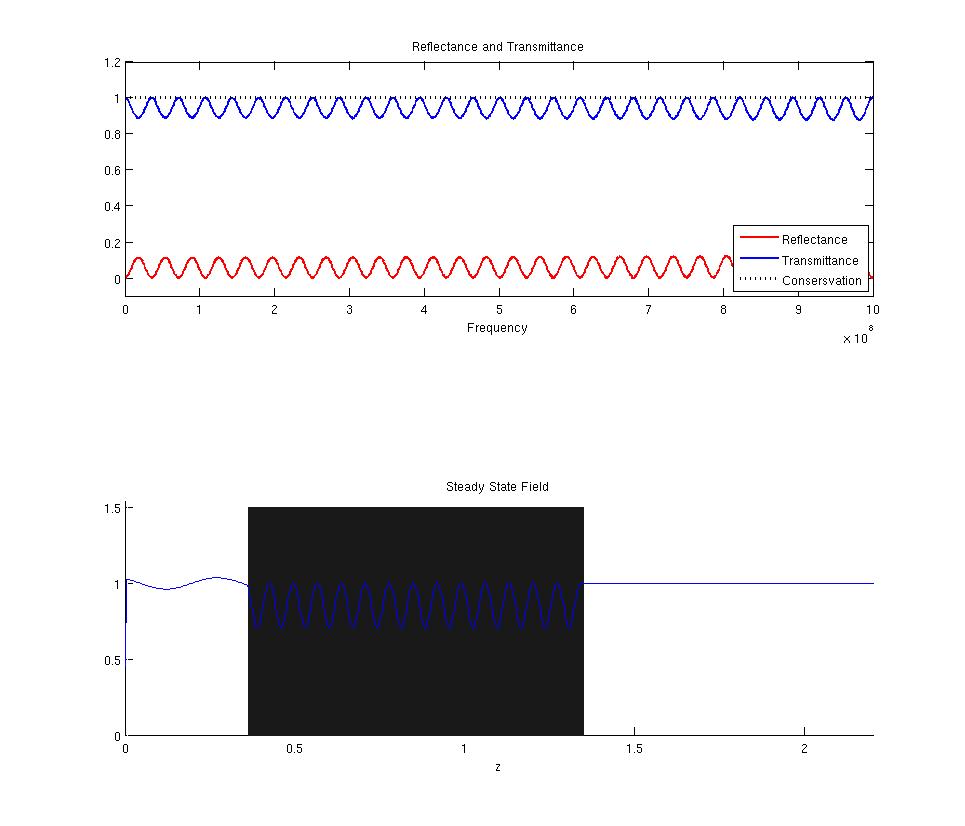 Reflectance and Transmittance
1.2
1
0.8
0.6
0.4
0.2
0
Reflectance
Transmittance
Consersvation
0 1 2 3 4 5 6 7 8 9 10
Frequency
x 10^8
Steady State Field
1.5
1
0.5
0
0 0.5 1 1.5 2
z